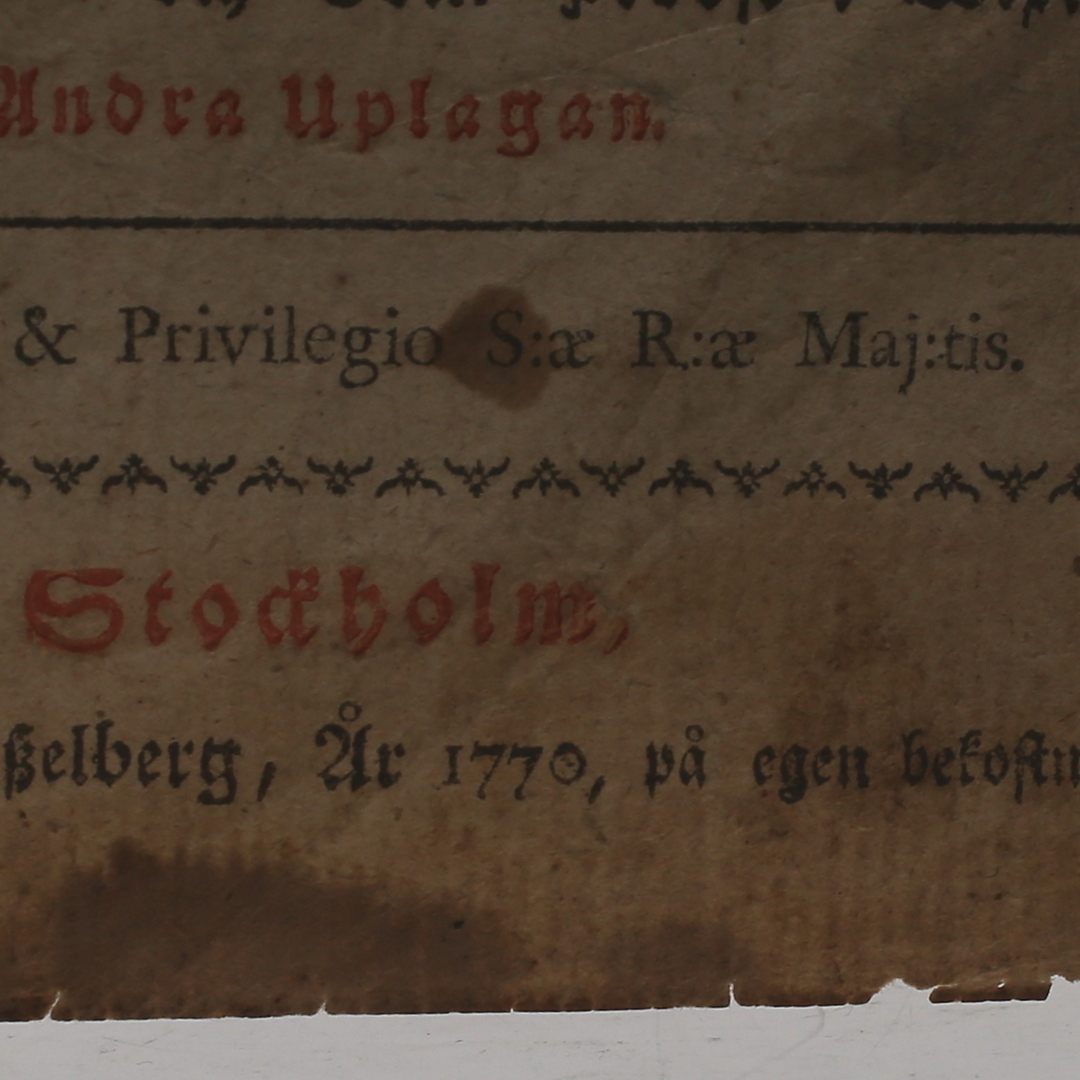 Andra Uplagan.
& Privilegio S:æ R:æ Maj:tis.
Stockholm,
ßelberg, År 1770, på egen bekostn